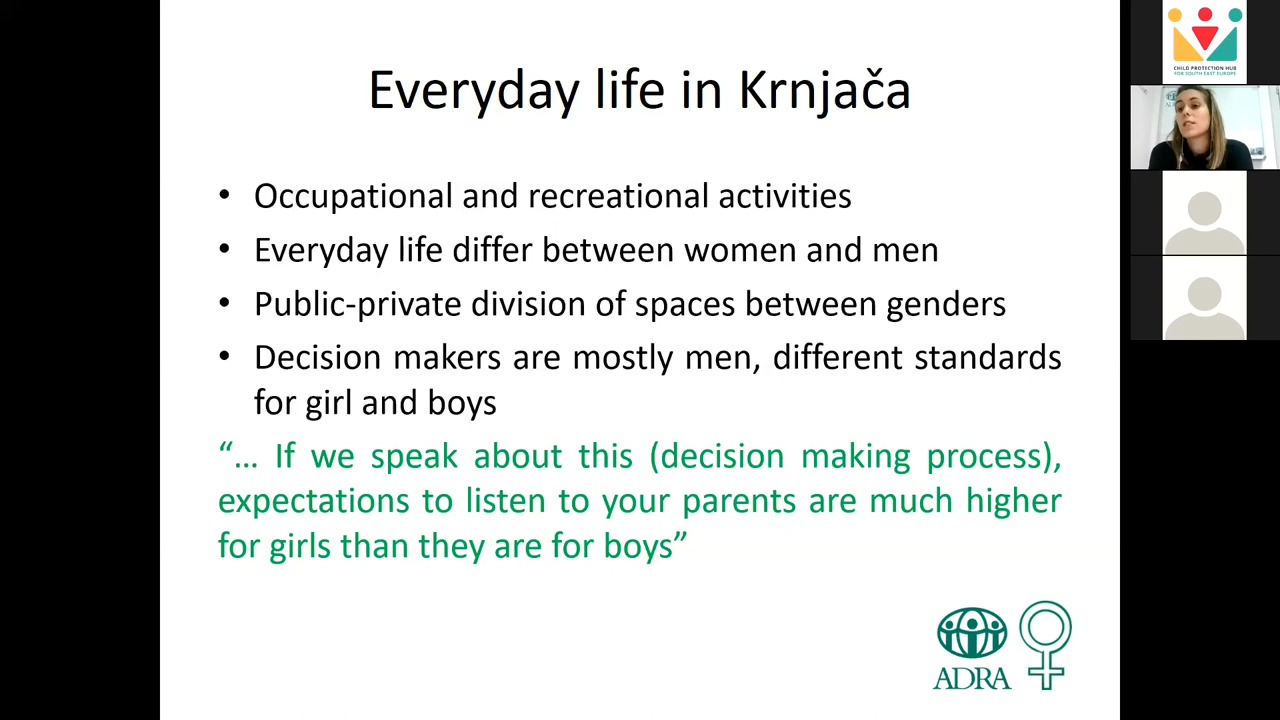 Everyday life in Krnjača
• Occupational and recreational activities
• Everyday life differ between women and men
• Public-private division of spaces between genders
• Decision makers are mostly men, different standards
for girl and boys
“… If we speak about this (decision making process),
expectations to listen to your parents are much higher
for girls than they are for boys”
ADRA
CHILD PROTECTION HUB
FOR SOUTH EAST EUROPE